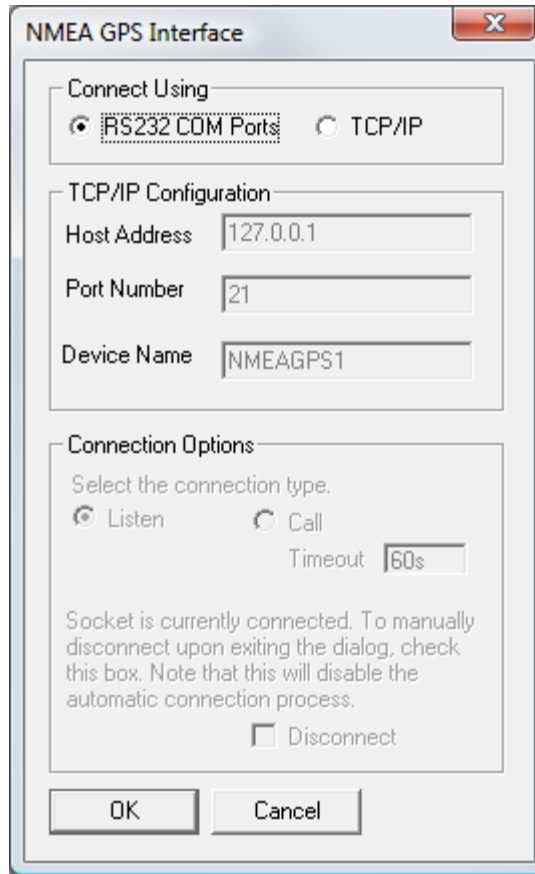 NMEA GPS Interface
Connect Using
RS232 COM Ports TCP/IP
TCP/IP Configuration
Host Address 127.0.0.1
Port Number 21
Device Name NMEAGPS1
Connection Options
Select the connection type.
Listen Call
Timeout 60s
Socket is currently connected. To manually
disconnect upon exiting the dialog, check
this box. Note that this will disable the
automatic connection process.
Disconnect
OK Cancel